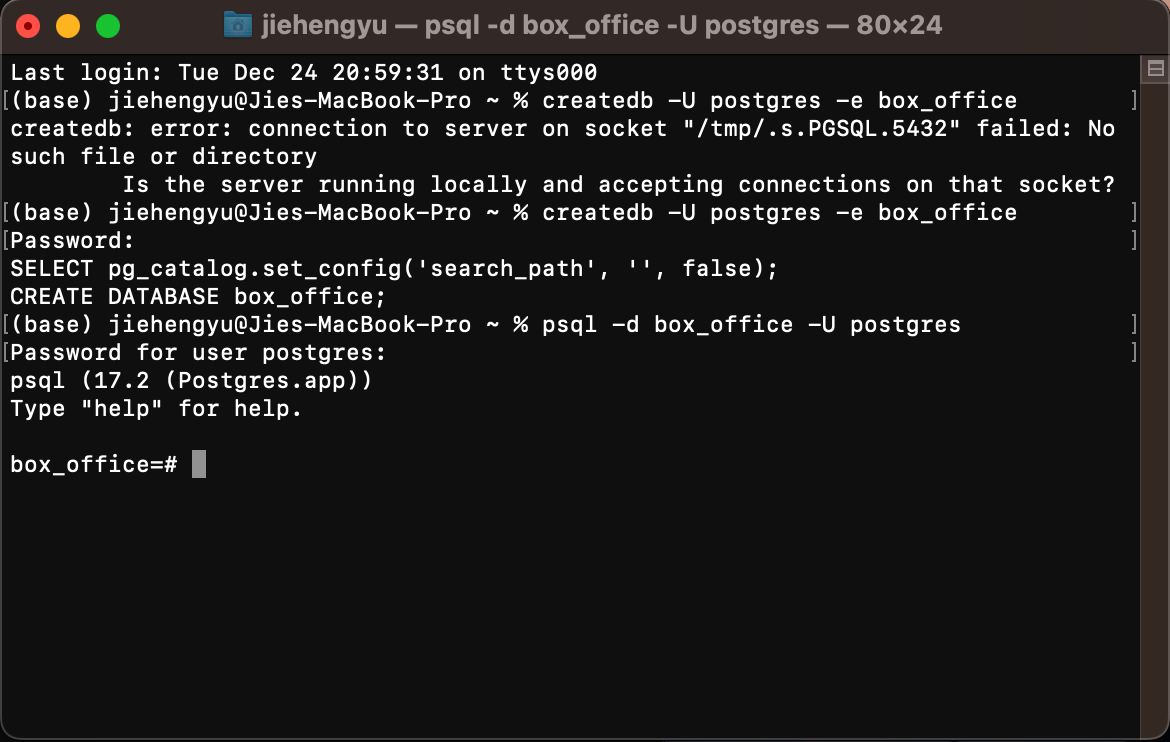 jiehengyu — psql -d box_office -U postgres — 80×24
Last login: Tue Dec 24 20:59:31 on ttys000
[(base) jiehengyu@Jies-MacBook-Pro ~ % createdb -U postgres -e box_office ]
createdb: error: connection to server on socket "/tmp/.s.PGSQL.5432" failed: No
such file or directory
Is the server running locally and accepting connections on that socket?
[(base) jiehengyu@Jies-MacBook-Pro ~ % createdb -U postgres -e box_office ]
[Password: ]
SELECT pg_catalog.set_config('search_path', '', false);
CREATE DATABASE box_office;
[(base) jiehengyu@Jies-MacBook-Pro ~ % psql -d box_office -U postgres ]
[Password for user postgres: ]
psql (17.2 (Postgres.app))
Type "help" for help.
box_office=#